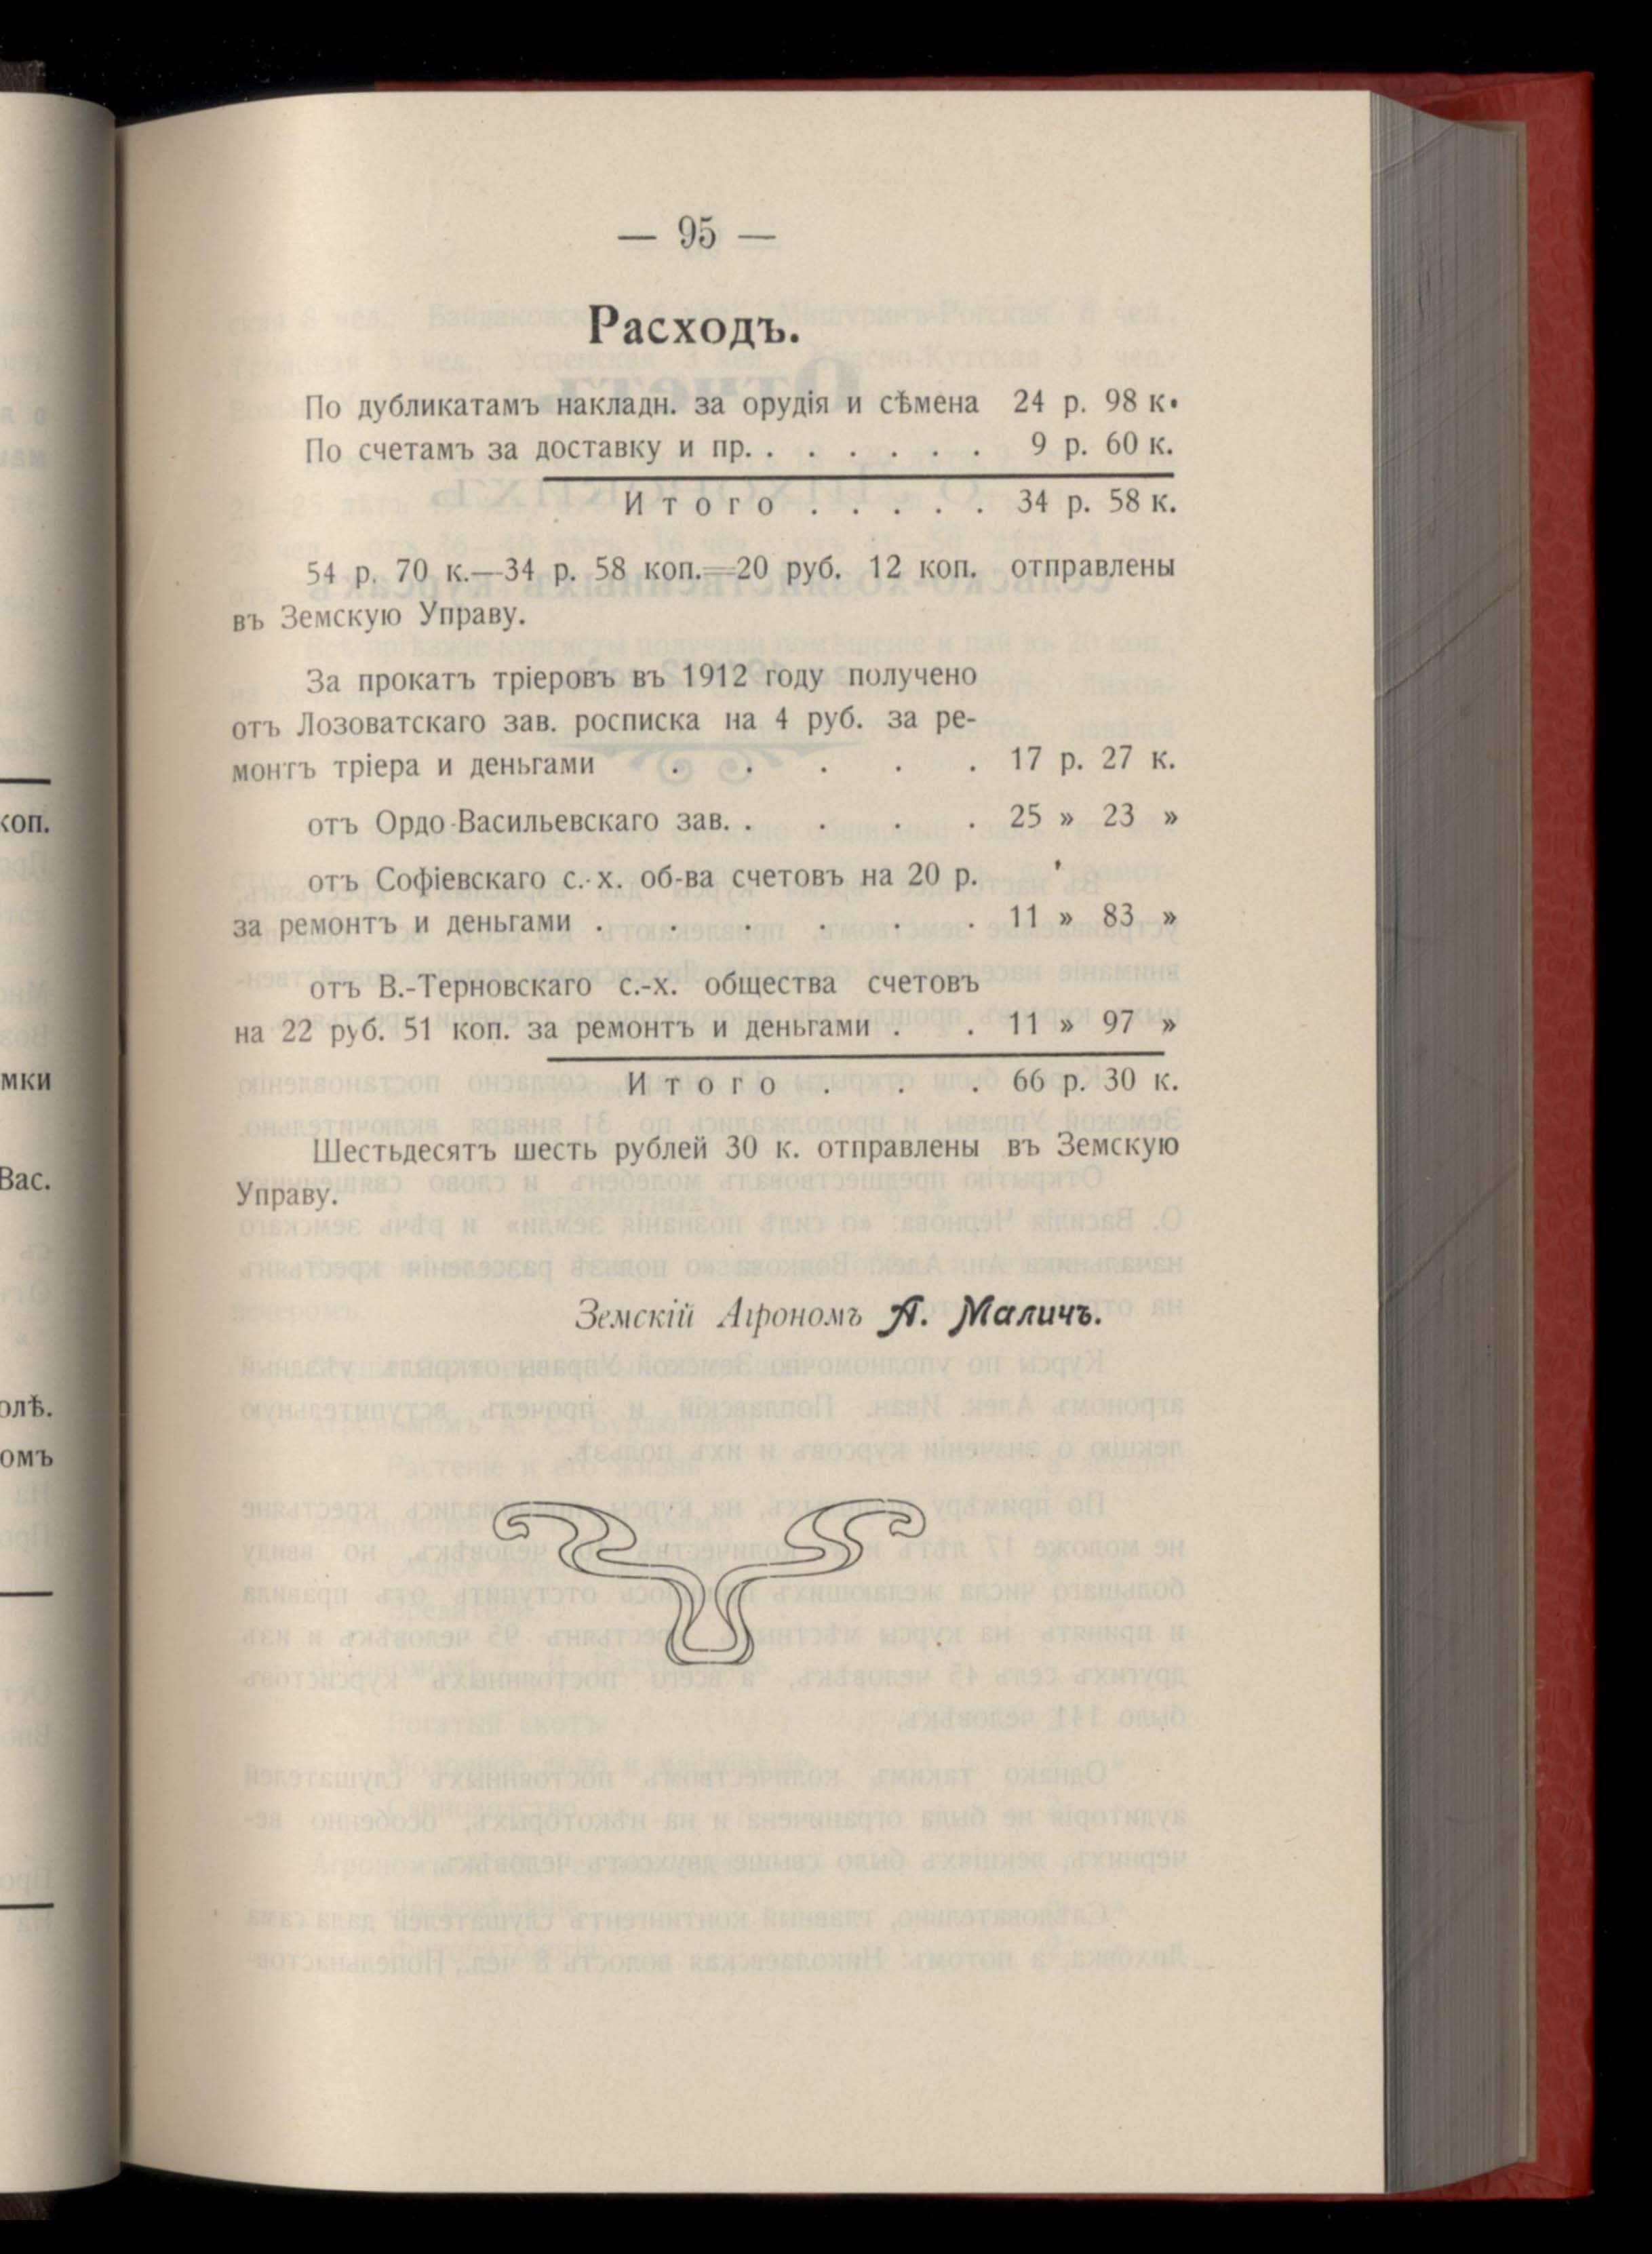 — 95 —
Расходъ.
По дубликатамъ накладн. за орудія и сѣмена 24 р. 98 к.
По счетамъ за доставку и пр. . . . . . . 9 р. 60 к.
Итого . . . . . 34 р. 58 к.
54 р. 70 к.—34 р. 58 коп.=20 руб. 12 коп. отправлены
въ Земскую Управу.
За прокатъ тріеровъ въ 1912 году получено
отъ Лозоватскаго зав. росписка на 4 руб. за ре-
монтъ тріера и деньгами . . . . . 17 р. 27 к.
отъ Ордо-Васильевскаго зав. . . . . 25 » 23 »
отъ Софіевскаго с.-х. об-ва счетовъ на 20 р.
за ремонтъ и деньгами . . . . . . 11 » 83 »
отъ В.-Терновскаго с.-х. общества счетовъ
на 22 руб. 51 коп. за ремонтъ и деньгами . . 11 » 97 »
Итого . . . 66 р. 30 к.
Шестьдесятъ шесть рублей 30 к. отправлены въ Земскую
Управу.
Земскій Агрономъ А. Маличъ.